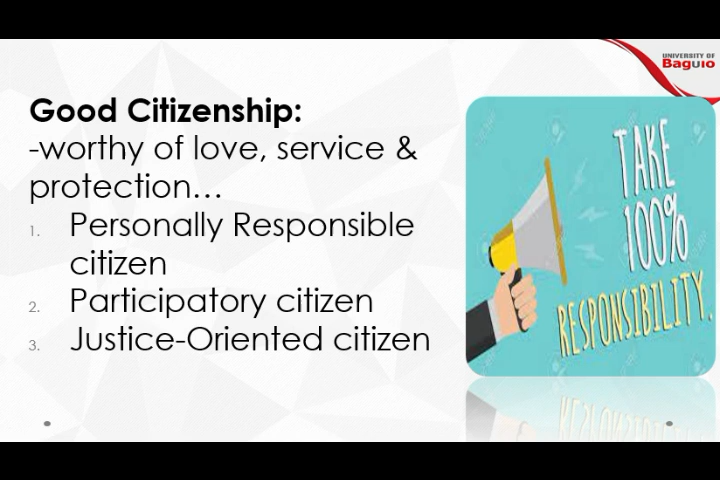 UNIVERSITY OF
Baguio
Good Citizenship:
-worthy of love, service &
protection…
1. Personally Responsible
citizen
2. Participatory citizen
3. Justice-Oriented citizen
TAKE
100%
RESPONSIBILITY.